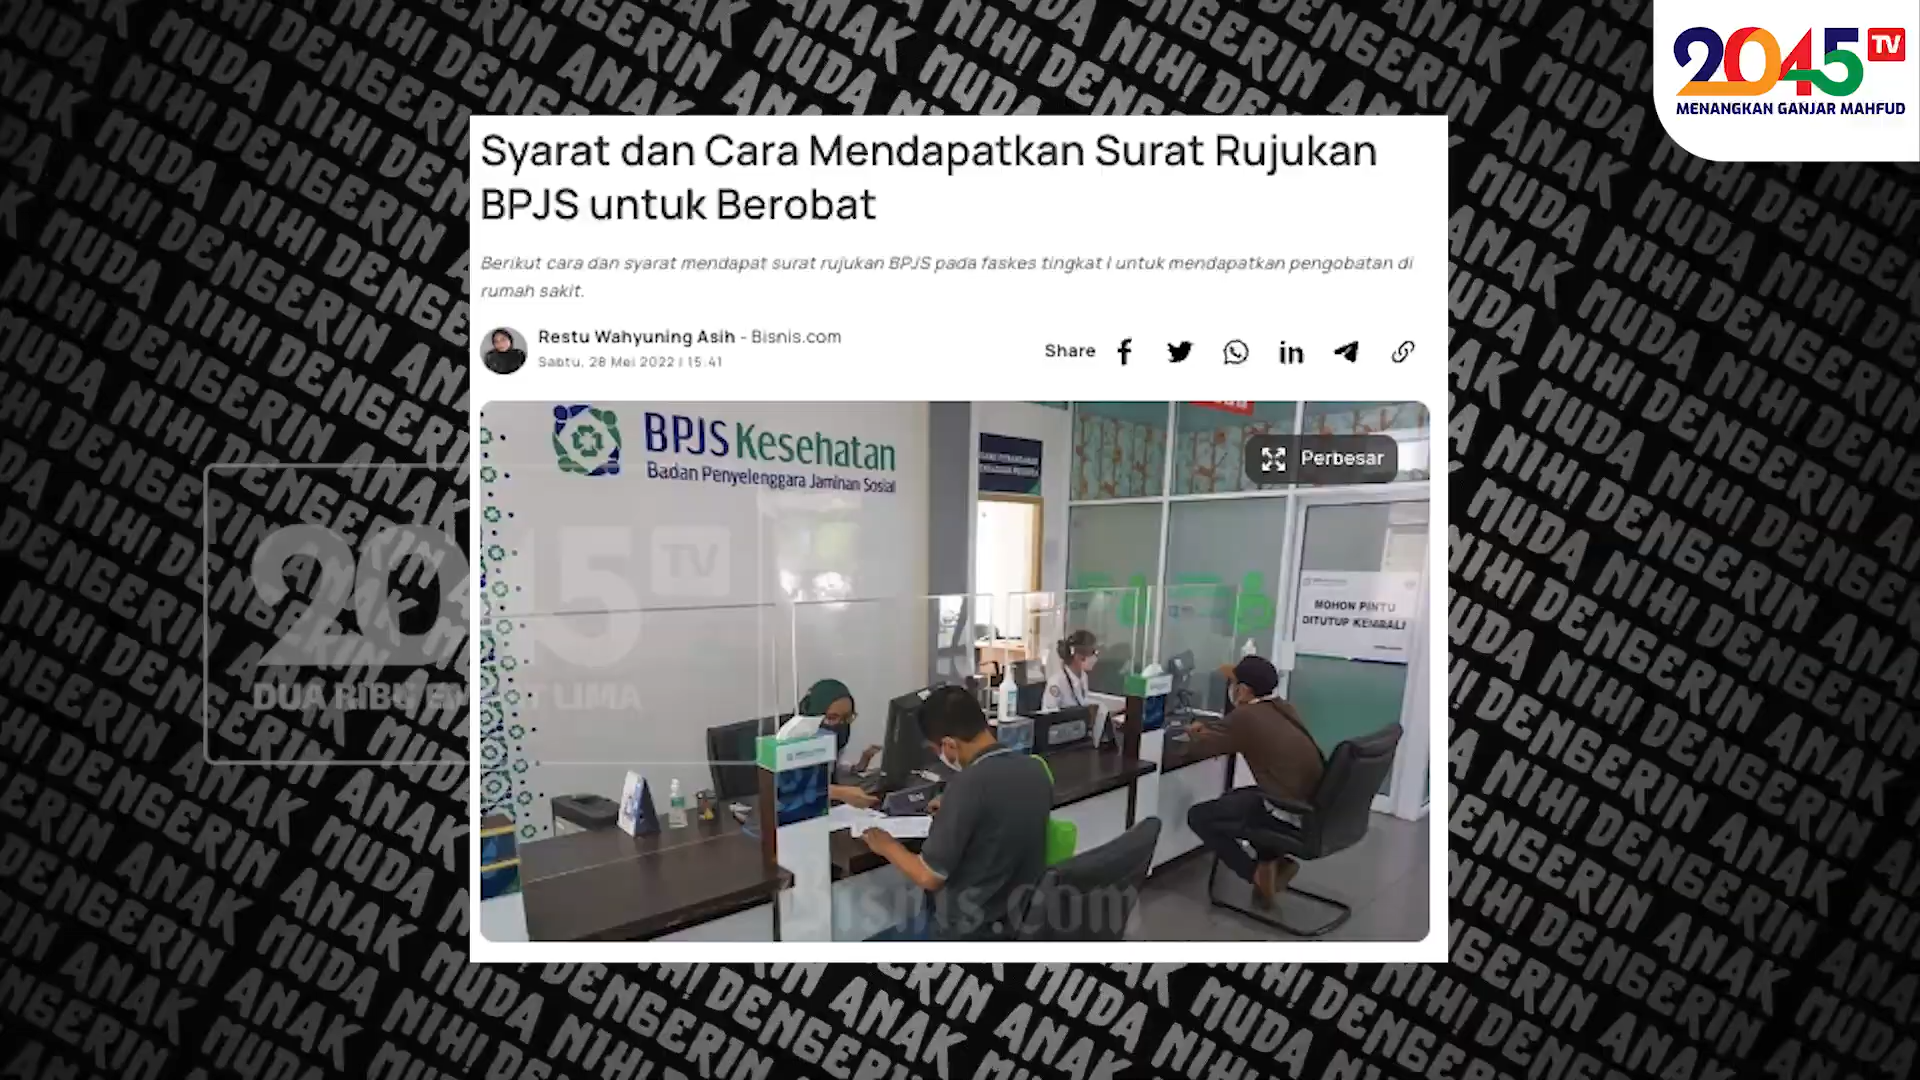 2045 TV
MENANGKAN GANJAR MAHFUD
Syarat dan Cara Mendapatkan Surat Rujukan
BPJS untuk Berobat
Berikut cara dan syarat mendapat surat rujukan BPJS pada faskes tingkat I untuk mendapatkan pengobatan di
rumah sakit.
Restu Wahyuning Asih - Bisnis.com
Sabtu, 28 Mei 2022 | 15:41
Share
BPJS Kesehatan
Badan Penyelenggara Jaminan Sosial
Perbesar
MOHON PINTU
DITUTUP KEMBALI
2045 TV
DUA RIBU EMPAT LIMA
Bisnis.com
DENGERIN ANAK MUDA NIH!